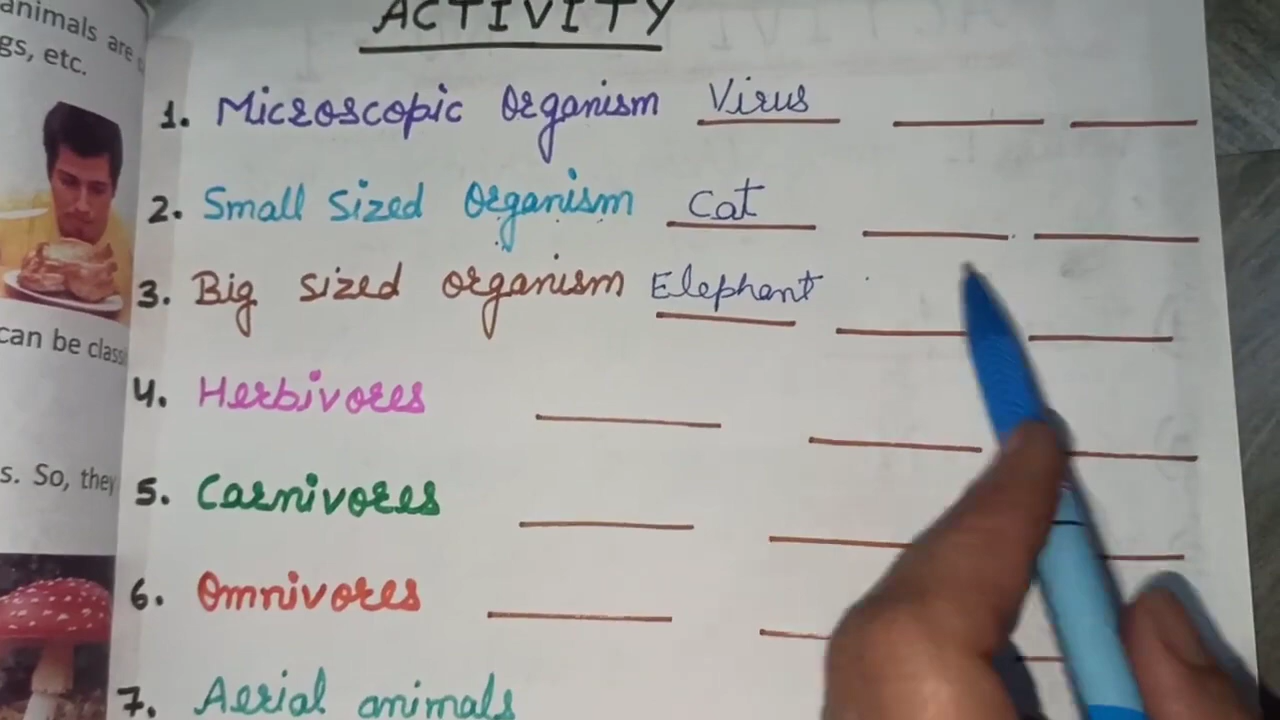 animals are
gs, etc.
can be class
s. So, they
ACTIVITY
1. Microscopic Organism Virus
2. Small Sized Organism Cat
3. Big sized organism Elephant
4. Herbivores
5. Carnivores
6. Omnivores
7. Aerial animals